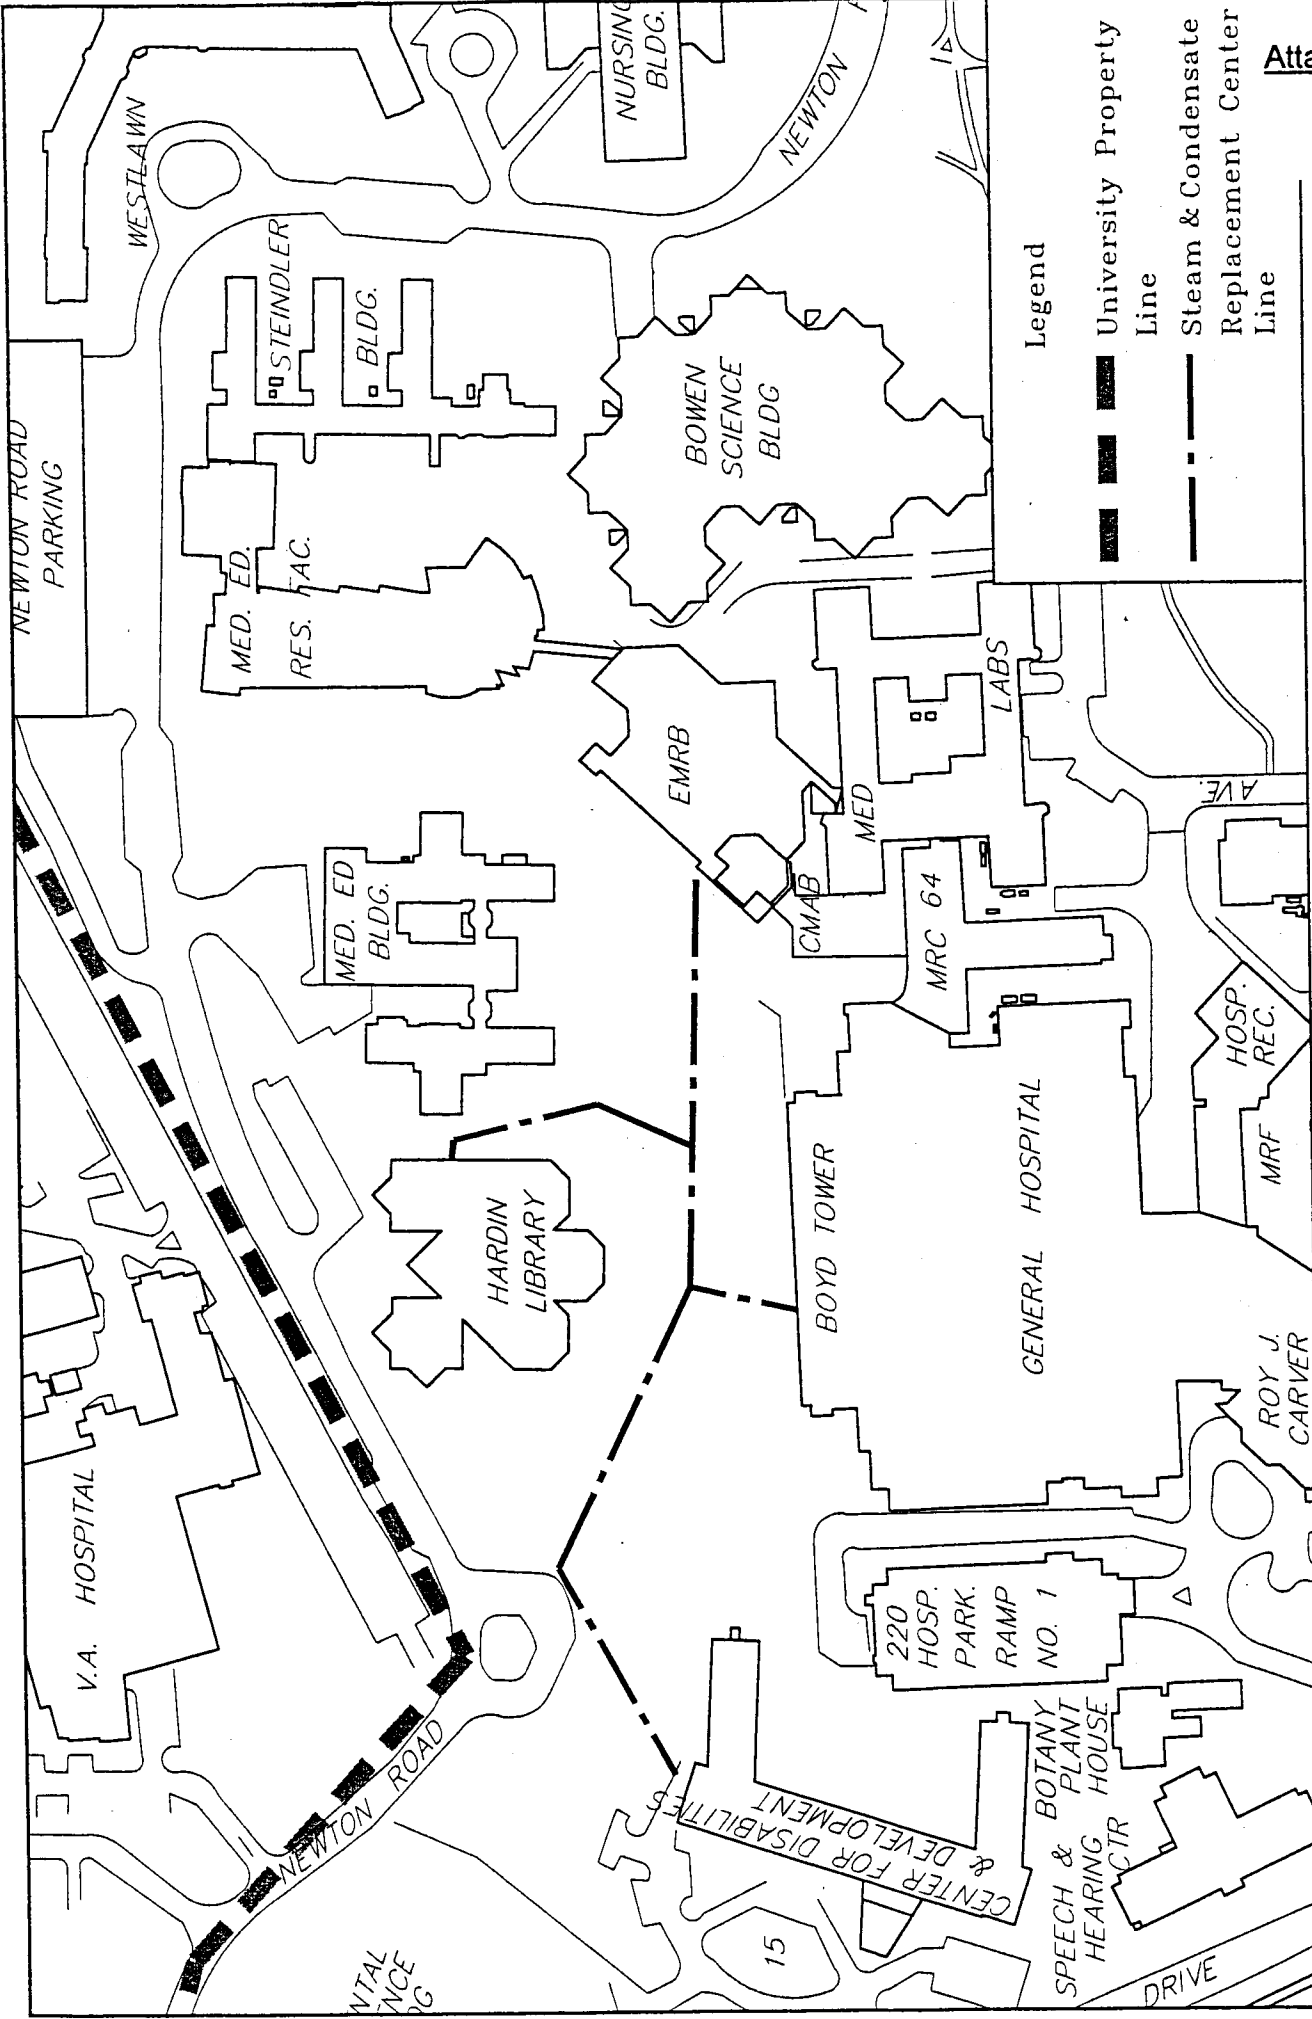 WESTLAWN
NURSING
BLDG.
NEWTON
Atta
Legend
University Property
Line
Steam & Condensate
Replacement Center
Line
NEWTON ROAD
PARKING
STEINDLER
BLDG.
MED. ED.
RES. FAC.
BOWEN
SCIENCE
BLDG
EMRB
MED
LABS
AVE.
MED. ED
BLDG.
CMAB
MRC 64
HOSP.
REC.
MRF
HARDIN
LIBRARY
BOYD TOWER
GENERAL HOSPITAL
ROY J.
CARVER
V.A. HOSPITAL
NEWTON ROAD
220
HOSP.
PARK.
RAMP
NO. 1
BOTANY
PLANT
HOUSE
SPEECH &
HEARING
CTR
CENTER FOR DISABILITIES
& DEVELOPMENT
15
DRIVE
NTAL
NCE